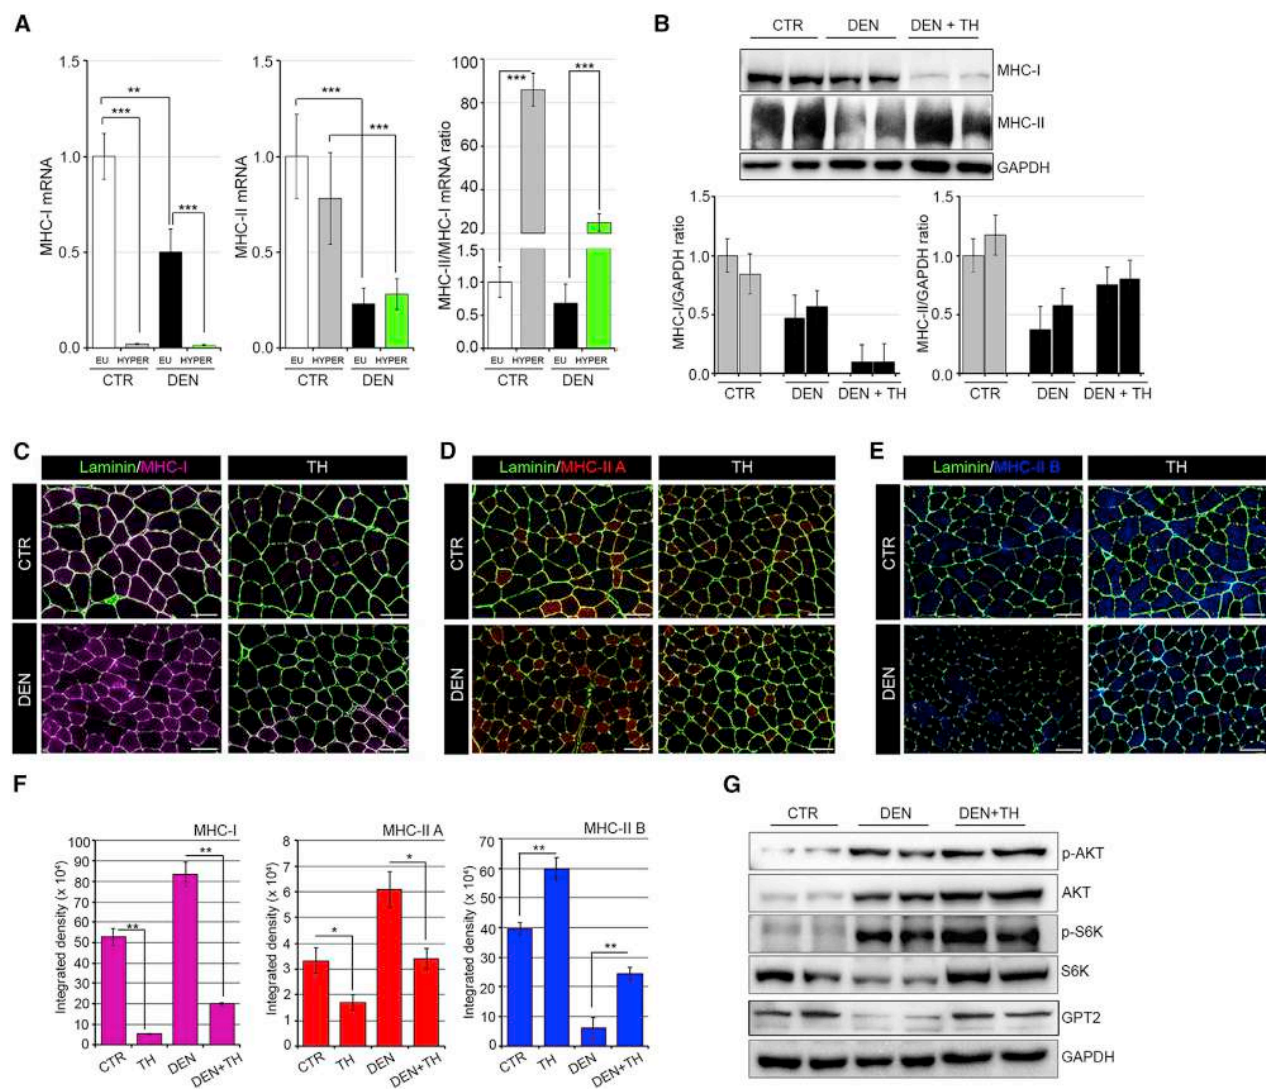 A
MHC-I mRNA
1.5
1.0
0.5
0.0
**
***
***
EU HYPER EU HYPER
CTR DEN
MHC-II mRNA
1.5
1.0
0.5
0.0
***
***
EU HYPER EU HYPER
CTR DEN
MHC-II/MHC-I mRNA ratio
100
80
60
40
20
1.5
1.0
0.5
0.0
***
***
EU HYPER EU HYPER
CTR DEN
B
CTR DEN DEN + TH
MHC-I
MHC-II
GAPDH
MHC-I/GAPDH ratio
1.5
1.0
0.5
0.0
CTR DEN DEN + TH
MHC-II/GAPDH ratio
1.5
1.0
0.5
0.0
CTR DEN DEN + TH
C
Laminin/MHC-I TH
CTR
DEN
D
Laminin/MHC-II A TH
CTR
DEN
E
Laminin/MHC-II B TH
CTR
DEN
F
MHC-I
Integrated density (x 10⁴)
100
90
80
70
60
50
40
30
20
10
0
**
**
CTR TH DEN DEN+TH
MHC-II A
Integrated density (x 10⁴)
8
7
6
5
4
3
2
1
0
*
*
CTR TH DEN DEN+TH
MHC-II B
Integrated density (x 10⁴)
70
60
50
40
30
20
10
0
**
**
CTR TH DEN DEN+TH
G
CTR DEN DEN+TH
p-AKT
AKT
p-S6K
S6K
GPT2
GAPDH